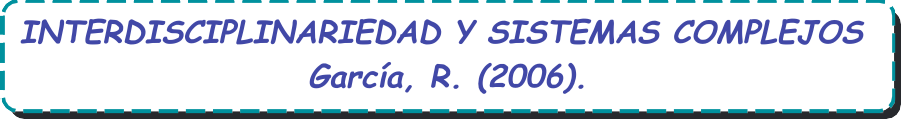 INTERDISCIPLINARIEDAD Y SISTEMAS COMPLEJOS
García, R. (2006).